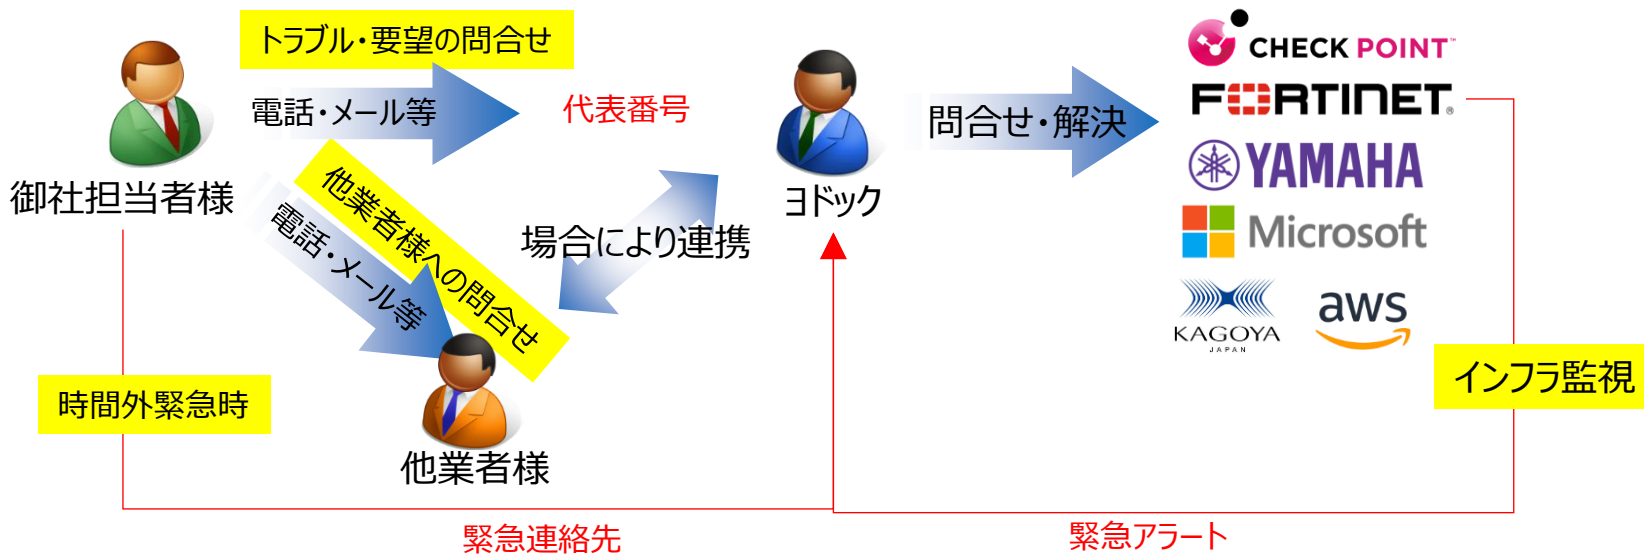 トラブル・要望の問合せ
電話・メール等
代表番号
御社担当者様
他業者様への問合せ
電話・メール等
場合により連携
ヨドック
問合せ・解決
CHECK POINT™
FORTINET®
YAMAHA
Microsoft
KAGOYA
JAPAN
aws
時間外緊急時
他業者様
インフラ監視
緊急連絡先
緊急アラート